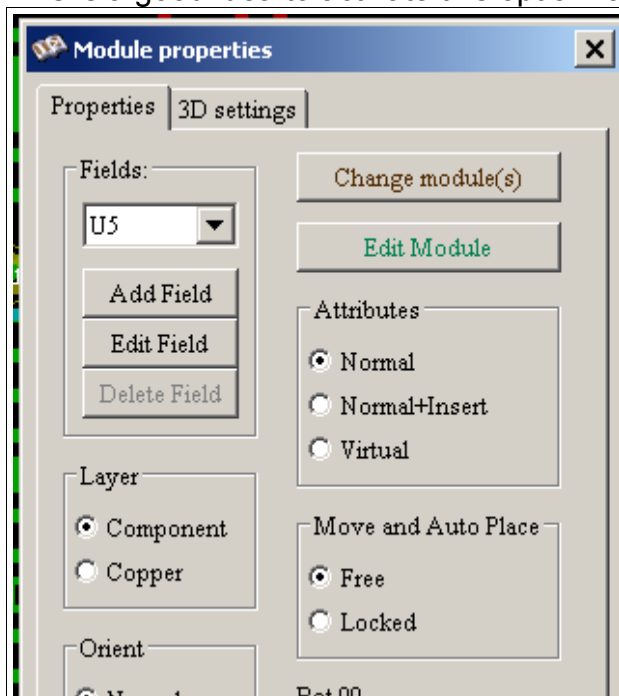 Module properties
Properties
3D settings
Fields:
U5
Add Field
Edit Field
Delete Field
Layer
Component
Copper
Orient
Change module(s)
Edit Module
Attributes
Normal
Normal+Insert
Virtual
Move and Auto Place
Free
Locked